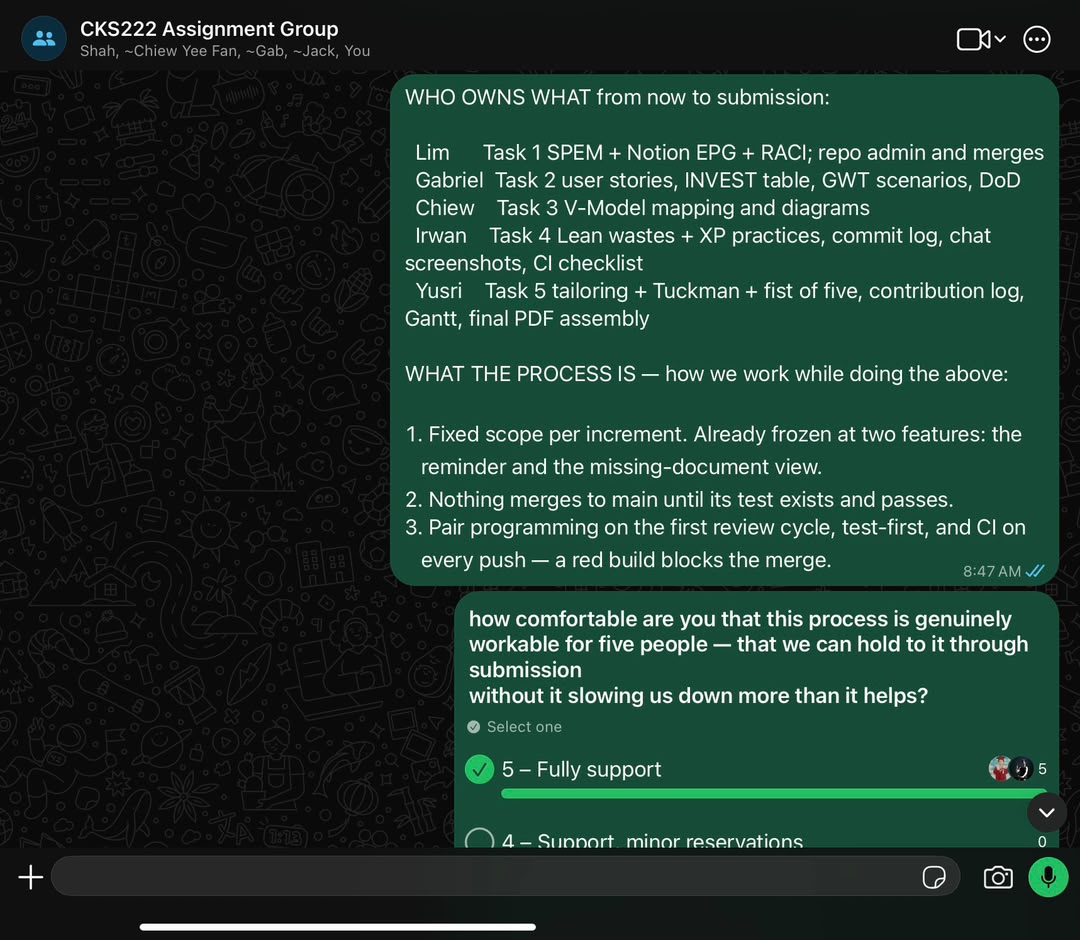 CKS222 Assignment Group
Shah, ~Chiew Yee Fan, ~Gab, ~Jack, You
WHO OWNS WHAT from now to submission:
Lim Task 1 SPEM + Notion EPG + RACI; repo admin and merges
Gabriel Task 2 user stories, INVEST table, GWT scenarios, DoD
Chiew Task 3 V-Model mapping and diagrams
Irwan Task 4 Lean wastes + XP practices, commit log, chat
screenshots, CI checklist
Yusri Task 5 tailoring + Tuckman + fist of five, contribution log,
Gantt, final PDF assembly
WHAT THE PROCESS IS — how we work while doing the above:
1. Fixed scope per increment. Already frozen at two features: the
reminder and the missing-document view.
2. Nothing merges to main until its test exists and passes.
3. Pair programming on the first review cycle, test-first, and CI on
every push — a red build blocks the merge.
8:47 AM
how comfortable are you that this process is genuinely
workable for five people — that we can hold to it through
submission
without it slowing us down more than it helps?
Select one
5 – Fully support 5
4 – Support, minor reservations 0